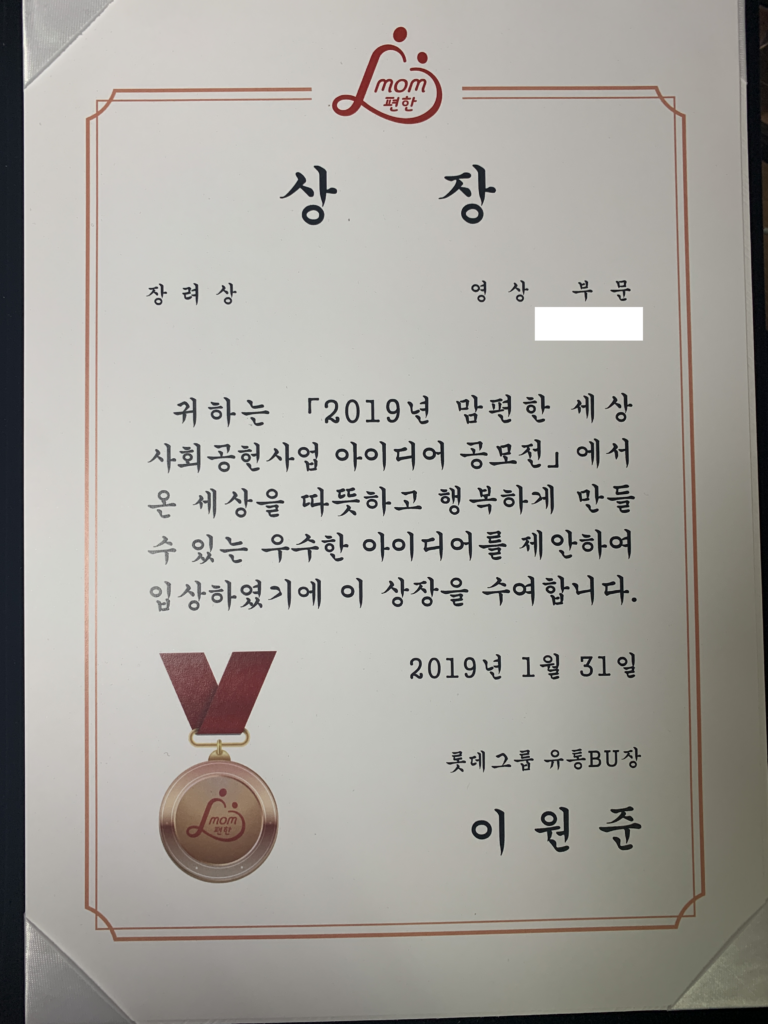 mom
편한
상 장
장려상 영상 부문
귀하는 「2019년 맘편한 세상
사회공헌사업 아이디어 공모전」에서
온 세상을 따뜻하고 행복하게 만들
수 있는 우수한 아이디어를 제안하여
입상하였기에 이 상장을 수여합니다.
2019년 1월 31일
롯데그룹 유통BU장
이원준
mom
편한